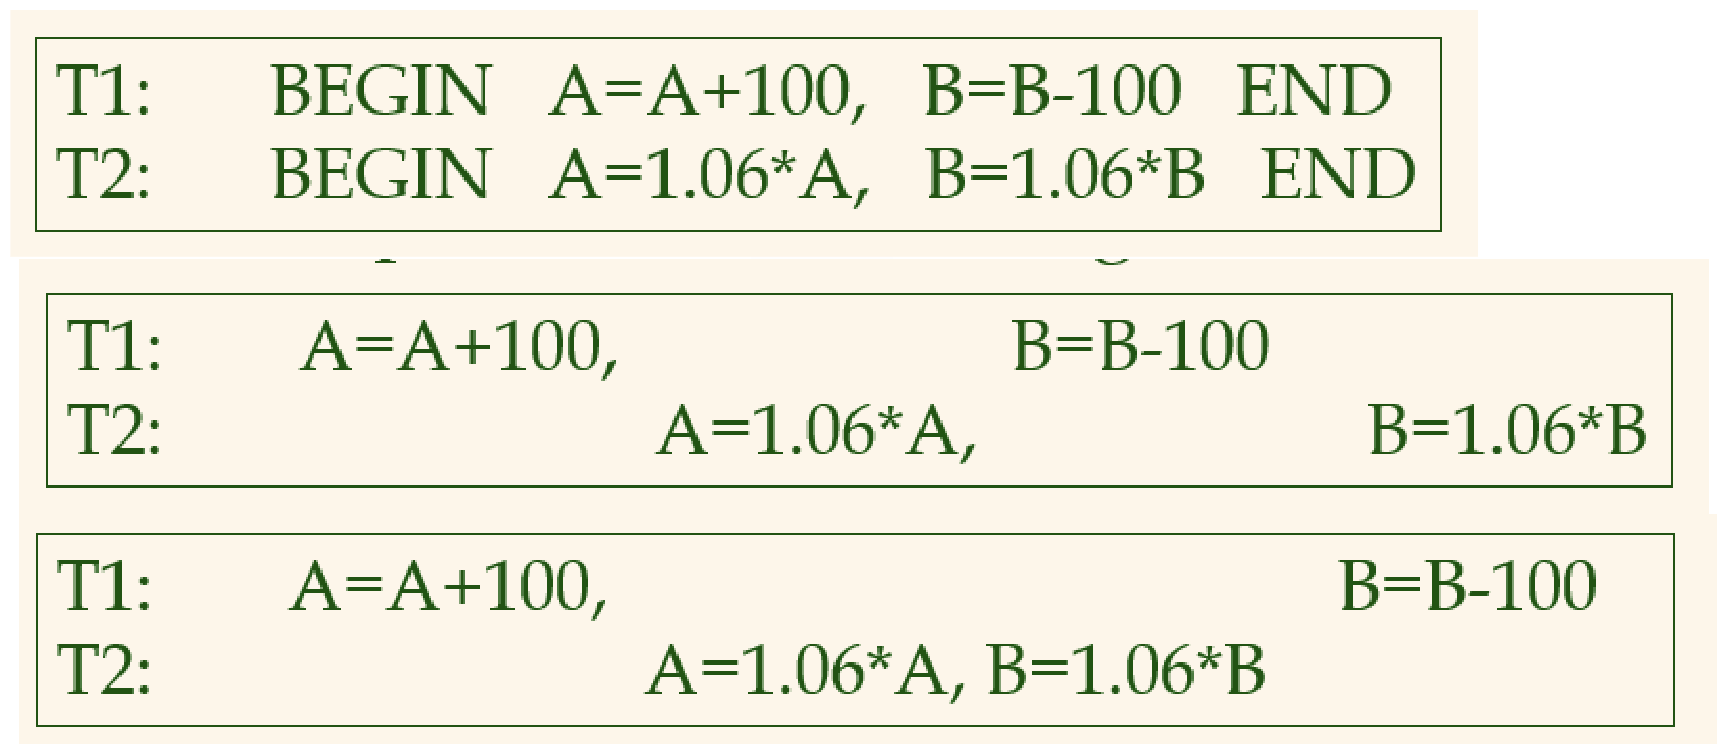 T1: BEGIN A=A+100, B=B-100 END
T2: BEGIN A=1.06*A, B=1.06*B END
T1: A=A+100, B=B-100
T2: A=1.06*A, B=1.06*B
T1: A=A+100, B=B-100
T2: A=1.06*A, B=1.06*B